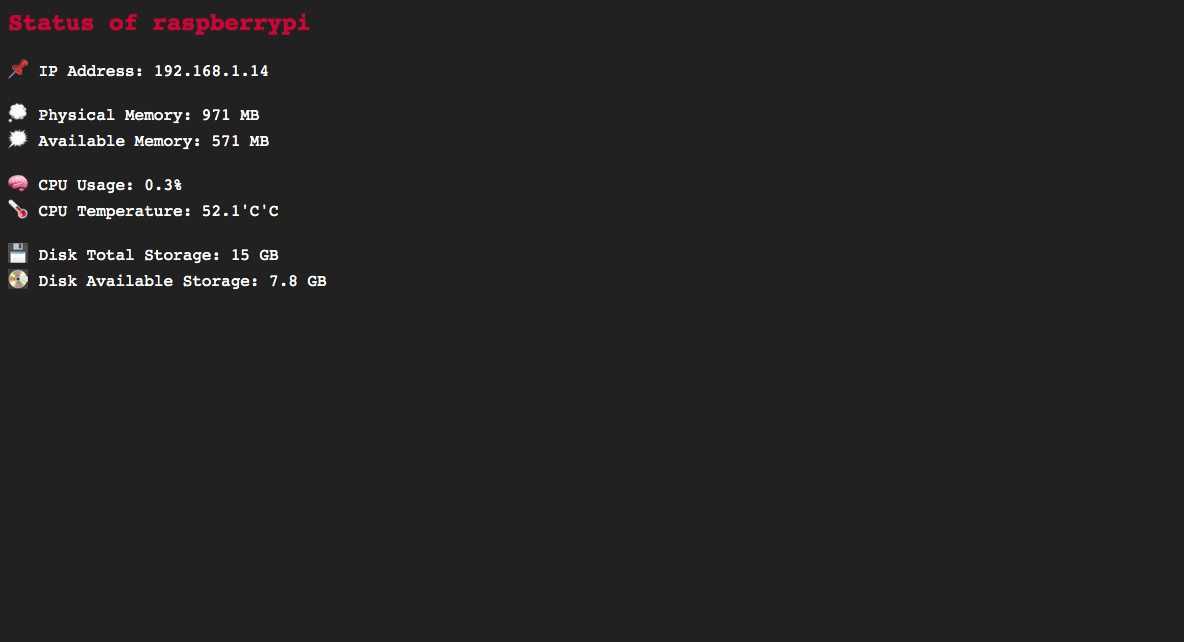 Status of raspberrypi
IP Address: 192.168.1.14
Physical Memory: 971 MB
Available Memory: 571 MB
CPU Usage: 0.3%
CPU Temperature: 52.1'C'C
Disk Total Storage: 15 GB
Disk Available Storage: 7.8 GB